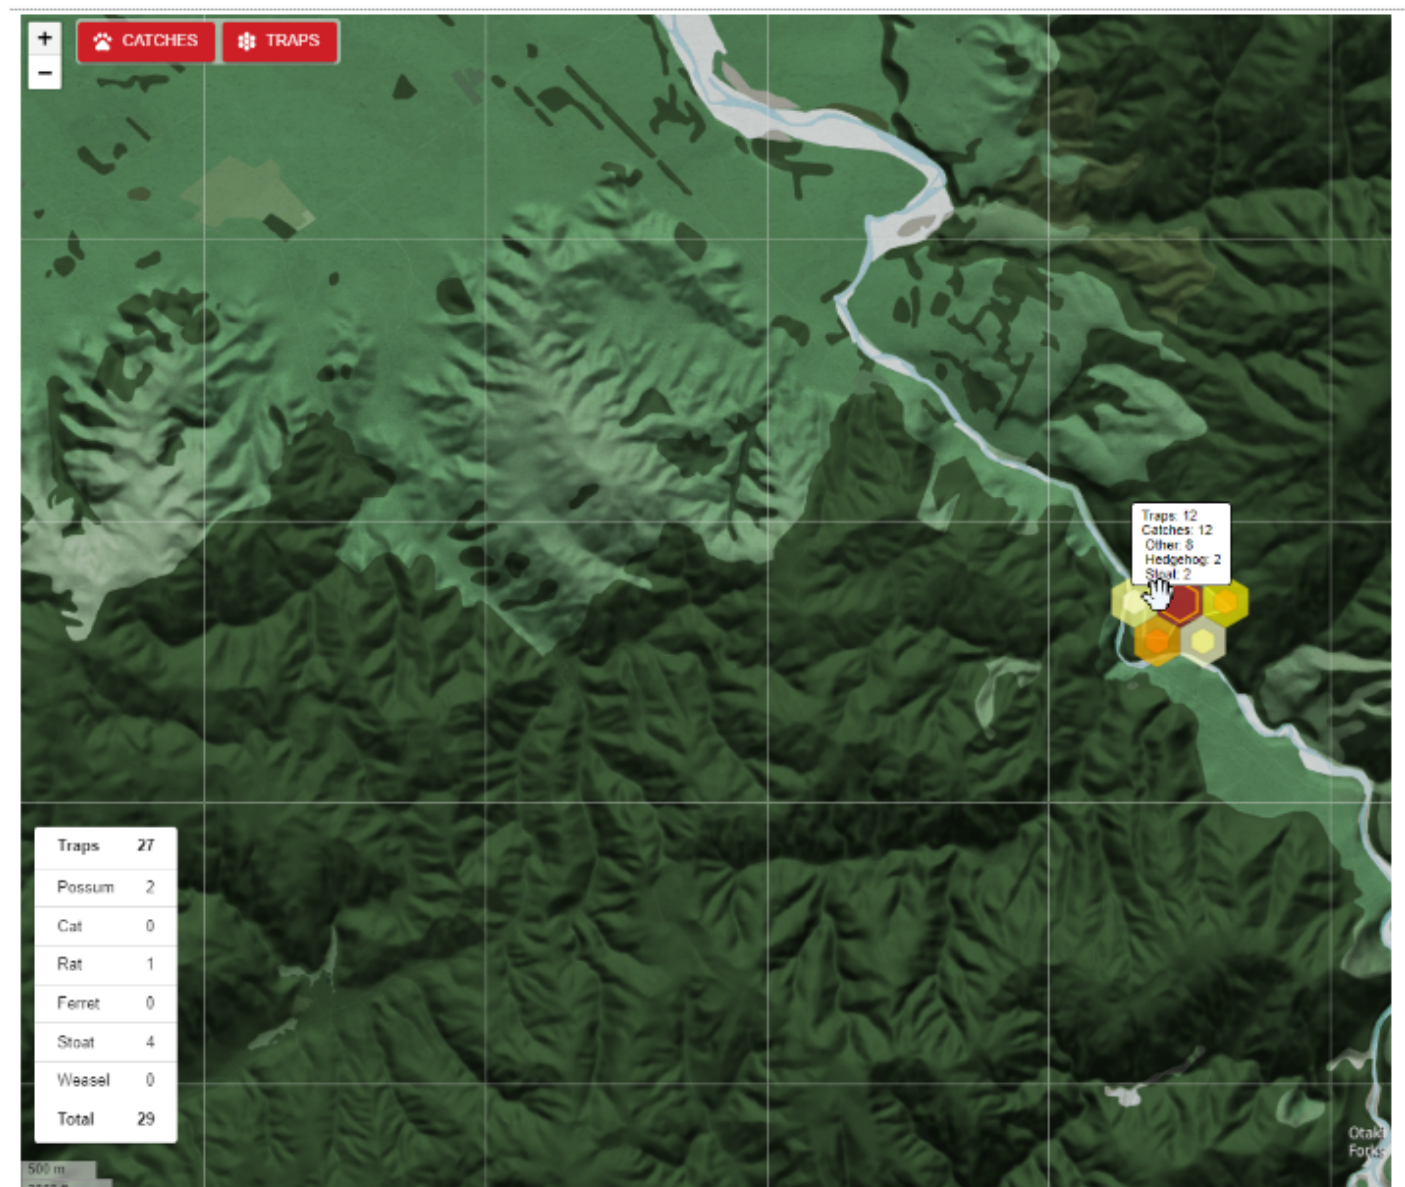 +
CATCHES
TRAPS
−
Traps: 12
Catches: 12
Other: 8
Hedgehog: 2
Stoat: 2
Traps 27
Possum 2
Cat 0
Rat 1
Ferret 0
Stoat 4
Weasel 0
Total 29
Otaki
Forks
500 m